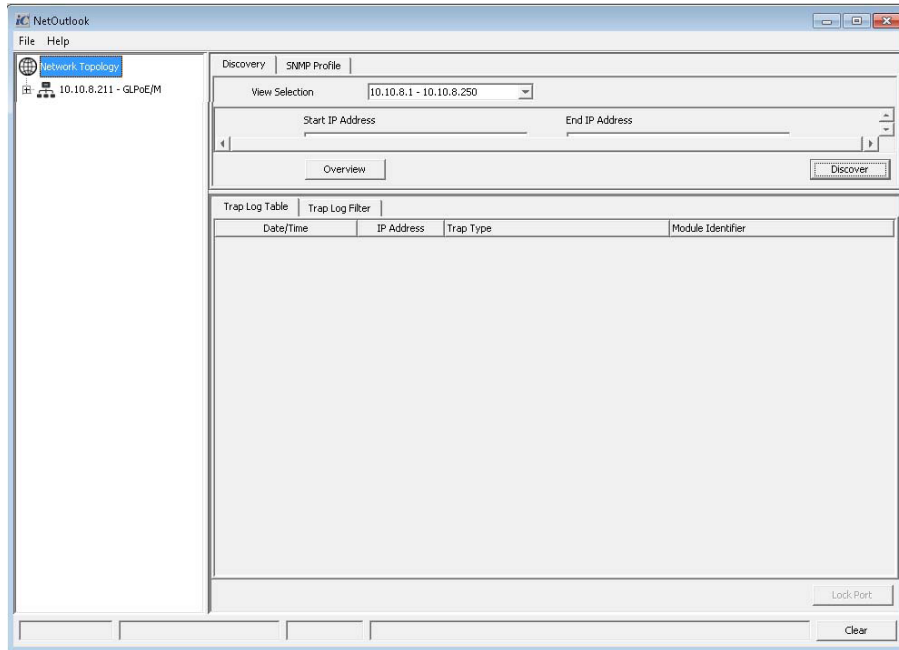 iC NetOutlook
File Help
Network Topology
10.10.8.211 - GLPoE/M
Discovery SNMP Profile
View Selection 10.10.8.1 - 10.10.8.250
Start IP Address End IP Address
Overview Discover
Trap Log Table Trap Log Filter
Date/Time IP Address Trap Type Module Identifier
Lock Port
Clear